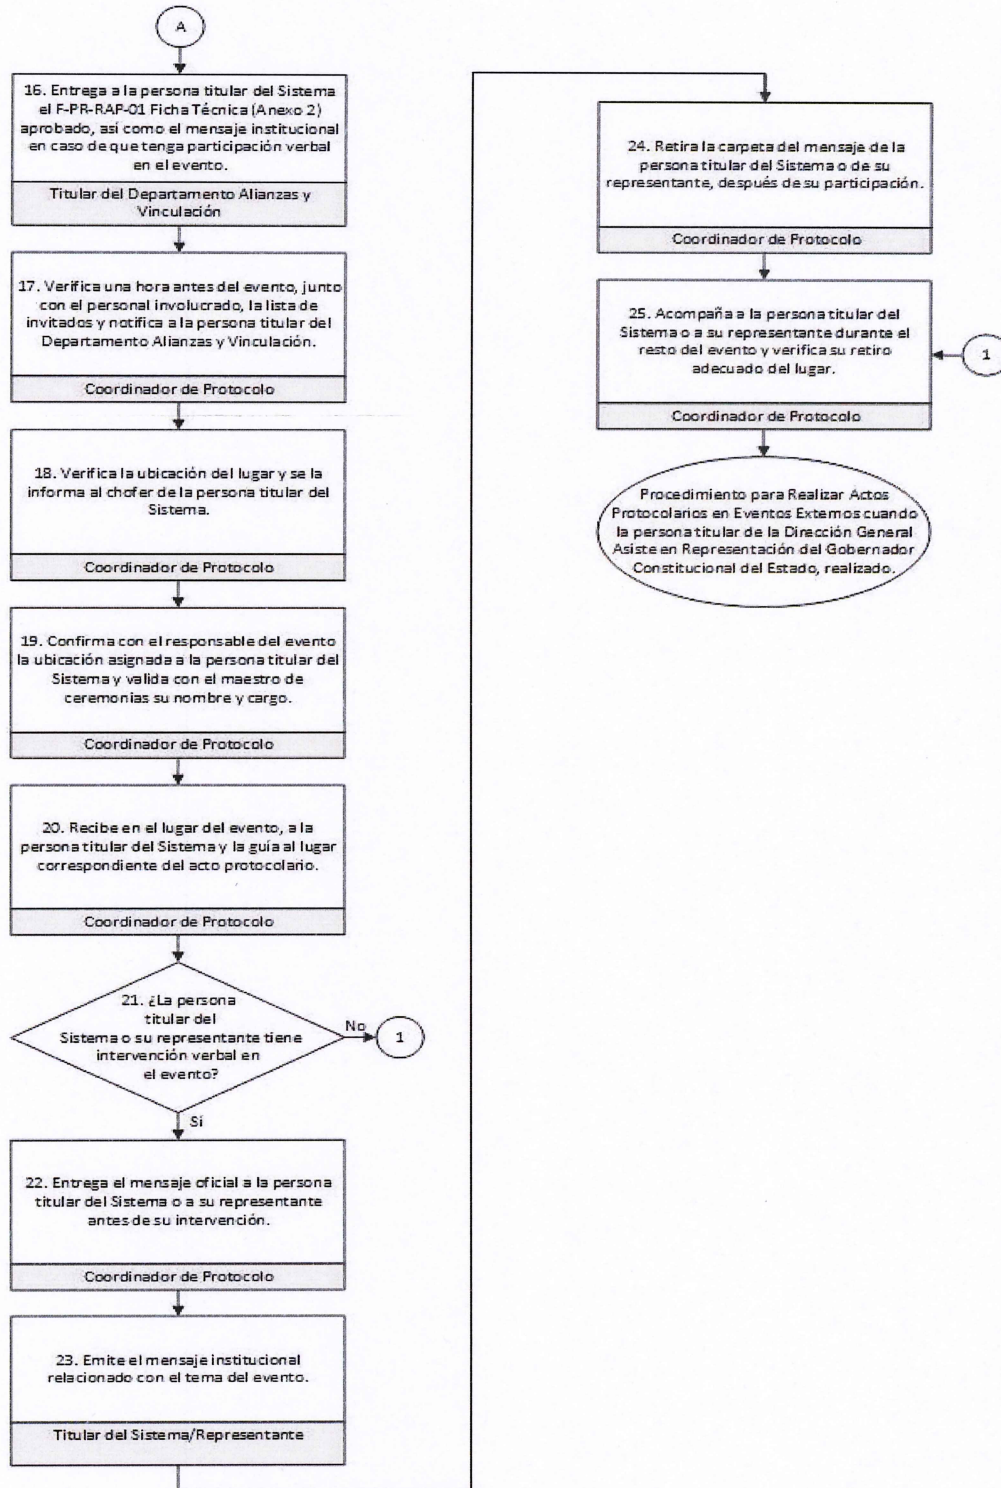 A
16. Entrega a la persona titular del Sistema
el F-PR-RAP-01 Ficha Técnica (Anexo 2)
aprobado, así como el mensaje institucional
en caso de que tenga participación verbal
en el evento.
Titular del Departamento Alianzas y
Vinculación
17. Verifica una hora antes del evento, junto
con el personal involucrado, la lista de
invitados y notifica a la persona titular del
Departamento Alianzas y Vinculación.
Coordinador de Protocolo
18. Verifica la ubicación del lugar y se la
informa al chofer de la persona titular del
Sistema.
Coordinador de Protocolo
19. Confirma con el responsable del evento
la ubicación asignada a la persona titular del
Sistema y valida con el maestro de
ceremonias su nombre y cargo.
Coordinador de Protocolo
20. Recibe en el lugar del evento, a la
persona titular del Sistema y la guía al lugar
correspondiente del acto protocolario.
Coordinador de Protocolo
21. ¿La persona
titular del
Sistema o su representante tiene
intervención verbal en
el evento?
No
1
Sí
22. Entrega el mensaje oficial a la persona
titular del Sistema o a su representante
antes de su intervención.
Coordinador de Protocolo
23. Emite el mensaje institucional
relacionado con el tema del evento.
Titular del Sistema/Representante
24. Retira la carpeta del mensaje de la
persona titular del Sistema o de su
representante, después de su participación.
Coordinador de Protocolo
25. Acompaña a la persona titular del
Sistema o a su representante durante el
resto del evento y verifica su retiro
adecuado del lugar.
1
Coordinador de Protocolo
Procedimiento para Realizar Actos
Protocolarios en Eventos Externos cuando
la persona titular de la Dirección General
Asiste en Representación del Gobernador
Constitucional del Estado, realizado.